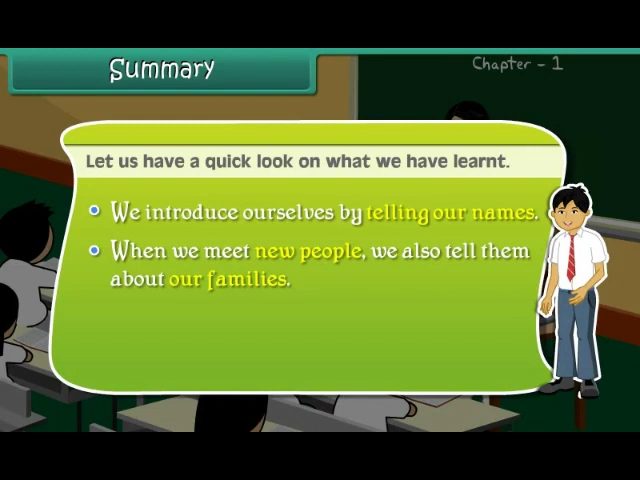 Summary
Chapter - 1
Let us have a quick look on what we have learnt.
We introduce ourselves by telling our names.
When we meet new people, we also tell them
about our families.